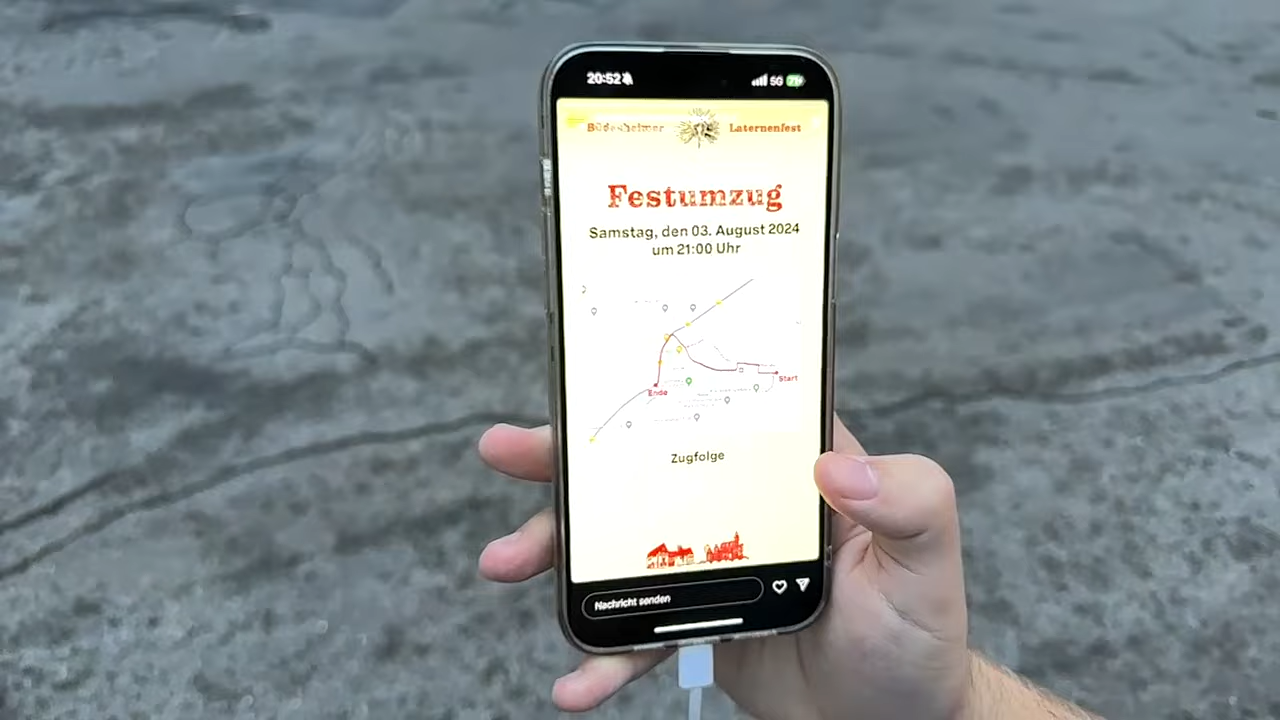 20:52
5G
Büdesheimer Laternenfest
Festumzug
Samstag, den 03. August 2024
um 21:00 Uhr
Start
Ende
Zugfolge
Nachricht senden